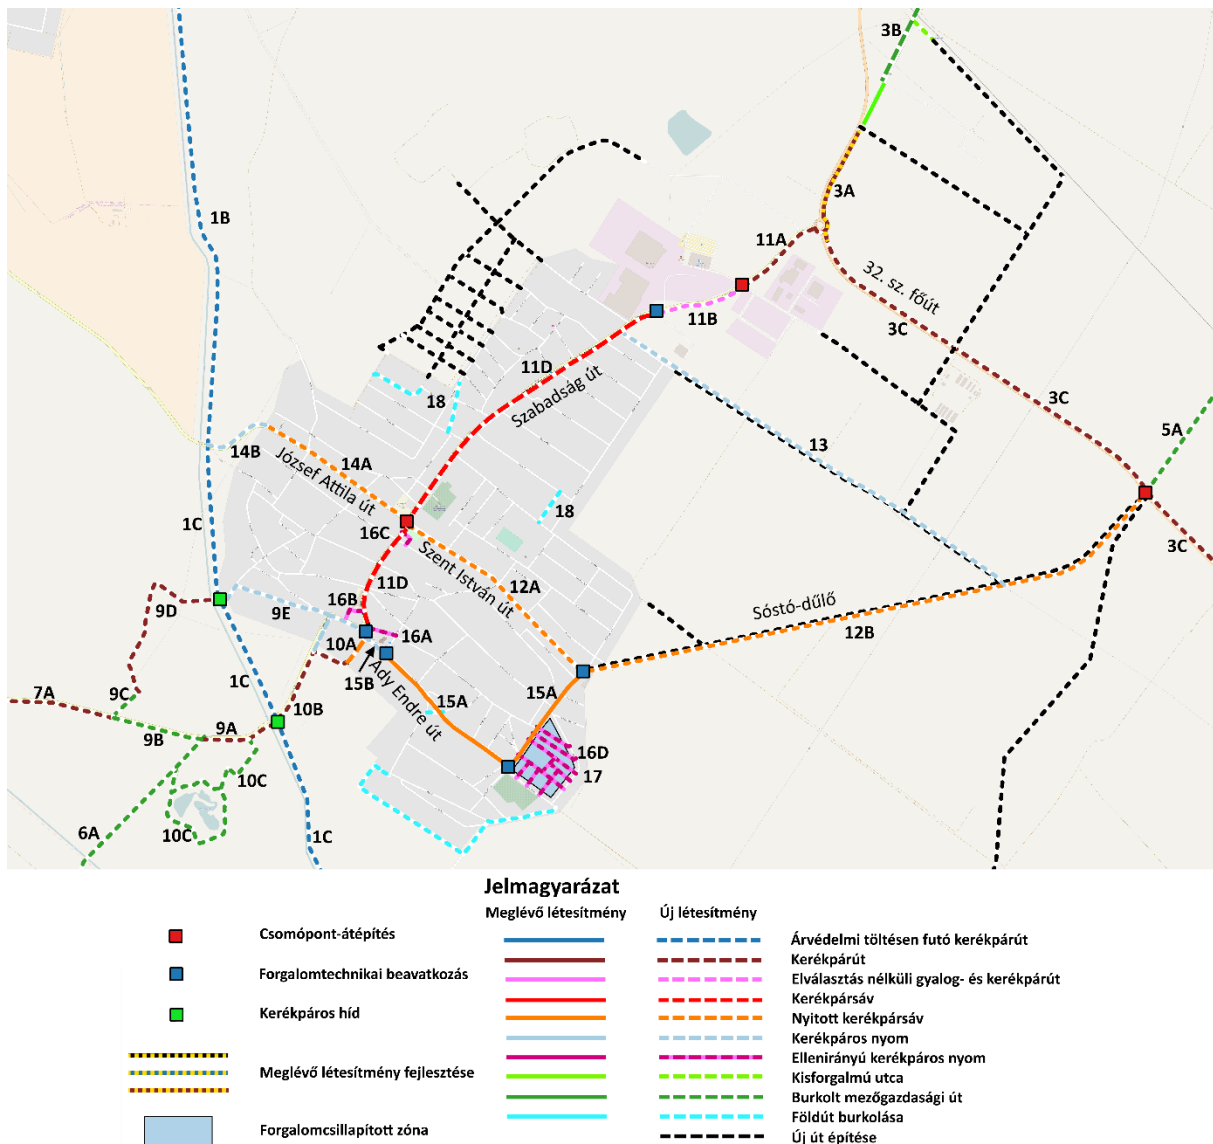 3B
3A
1B
11A
32. sz. főút
3C
11B
11D
Szabadság út
3C
18
5A
13
14B
14A
József Attila út
18
1C
16C
Szent István út
3C
11D
12A
9D
9E
16B
Sóstó-dűlő
12B
16A
10A
15B
Ady Endre út
1C
7A
9C
15A
15A
10B
9B
9A
16D
17
10C
6A
10C
1C
Jelmagyarázat
Meglévő létesítmény
Új létesítmény
Csomópont-átépítés
Forgalomtechnikai beavatkozás
Kerékpáros híd
Meglévő létesítmény fejlesztése
Forgalomcsillapított zóna
Árvédelmi töltésen futó kerékpárút
Kerékpárút
Elválasztás nélküli gyalog- és kerékpárút
Kerékpársáv
Nyitott kerékpársáv
Kerékpáros nyom
Ellenirányú kerékpáros nyom
Kisforgalmú utca
Burkolt mezőgazdasági út
Földút burkolása
Új út építése